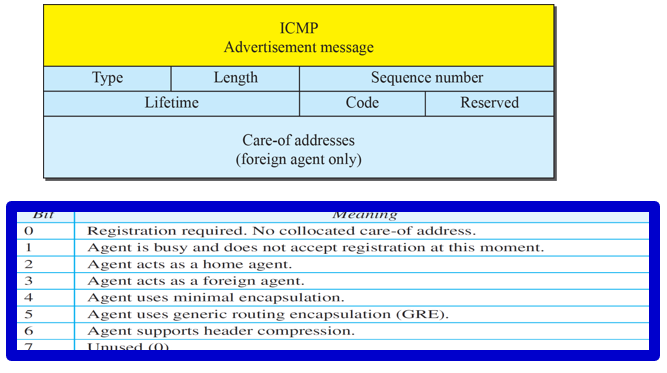 ICMP
Advertisement message
Type Length Sequence number
Lifetime Code Reserved
Care-of addresses
(foreign agent only)
Bit Meaning
0 Registration required. No collocated care-of address.
1 Agent is busy and does not accept registration at this moment.
2 Agent acts as a home agent.
3 Agent acts as a foreign agent.
4 Agent uses minimal encapsulation.
5 Agent uses generic routing encapsulation (GRE).
6 Agent supports header compression.
7 Unused (0)